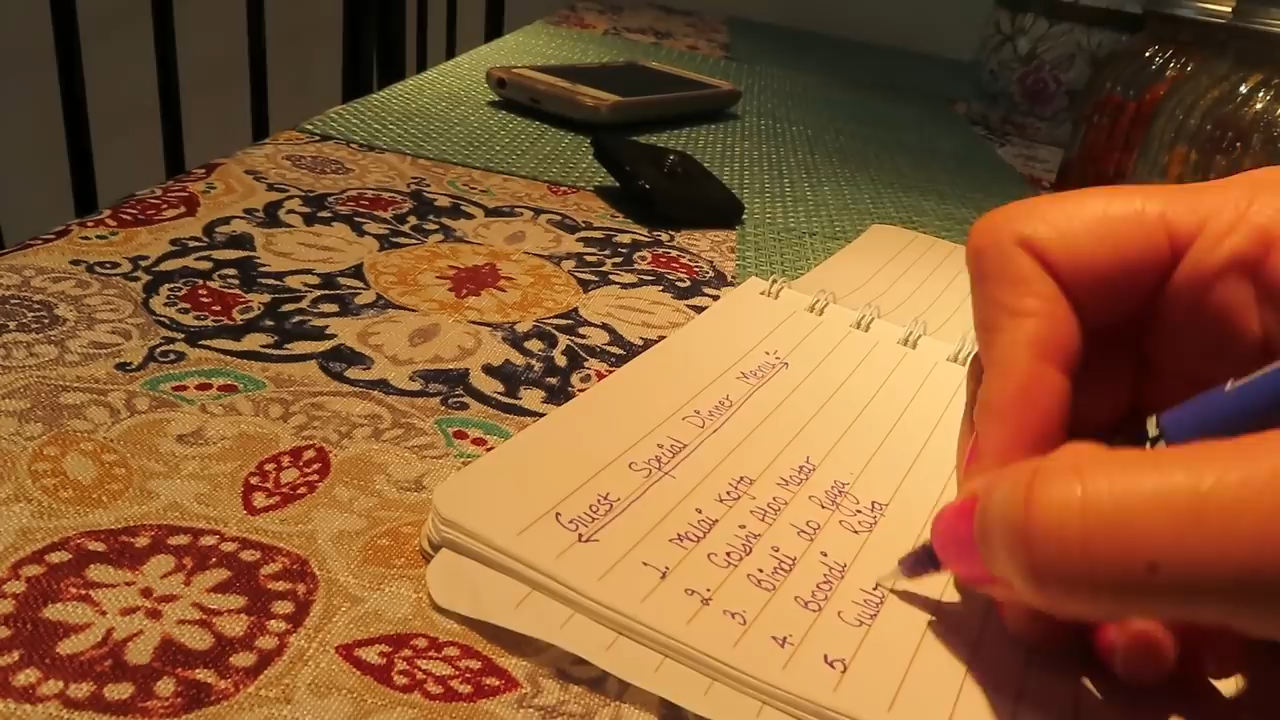 Guest Special Dinner Menu:-
1. Malai Kofta
2. Gobhi Aloo Matar
3. Bindi do Pyaza.
4. Boondi Raita
5. Gulab